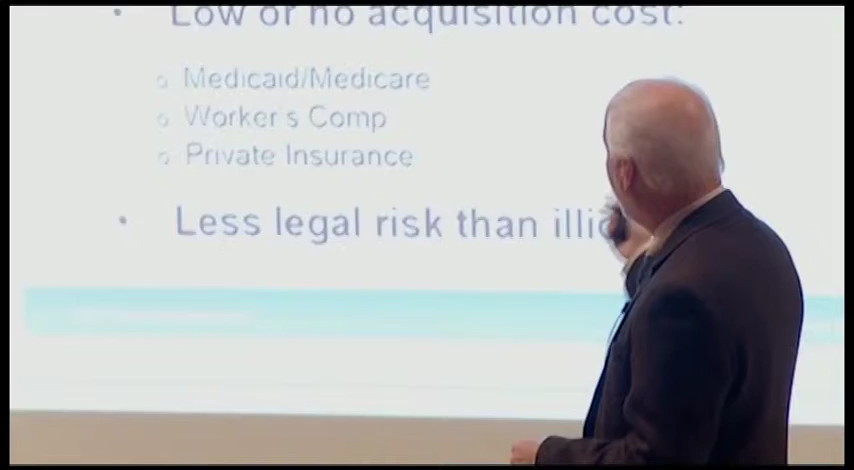 • Low or no acquisition cost:
o Medicaid/Medicare
o Worker's Comp
o Private Insurance
• Less legal risk than